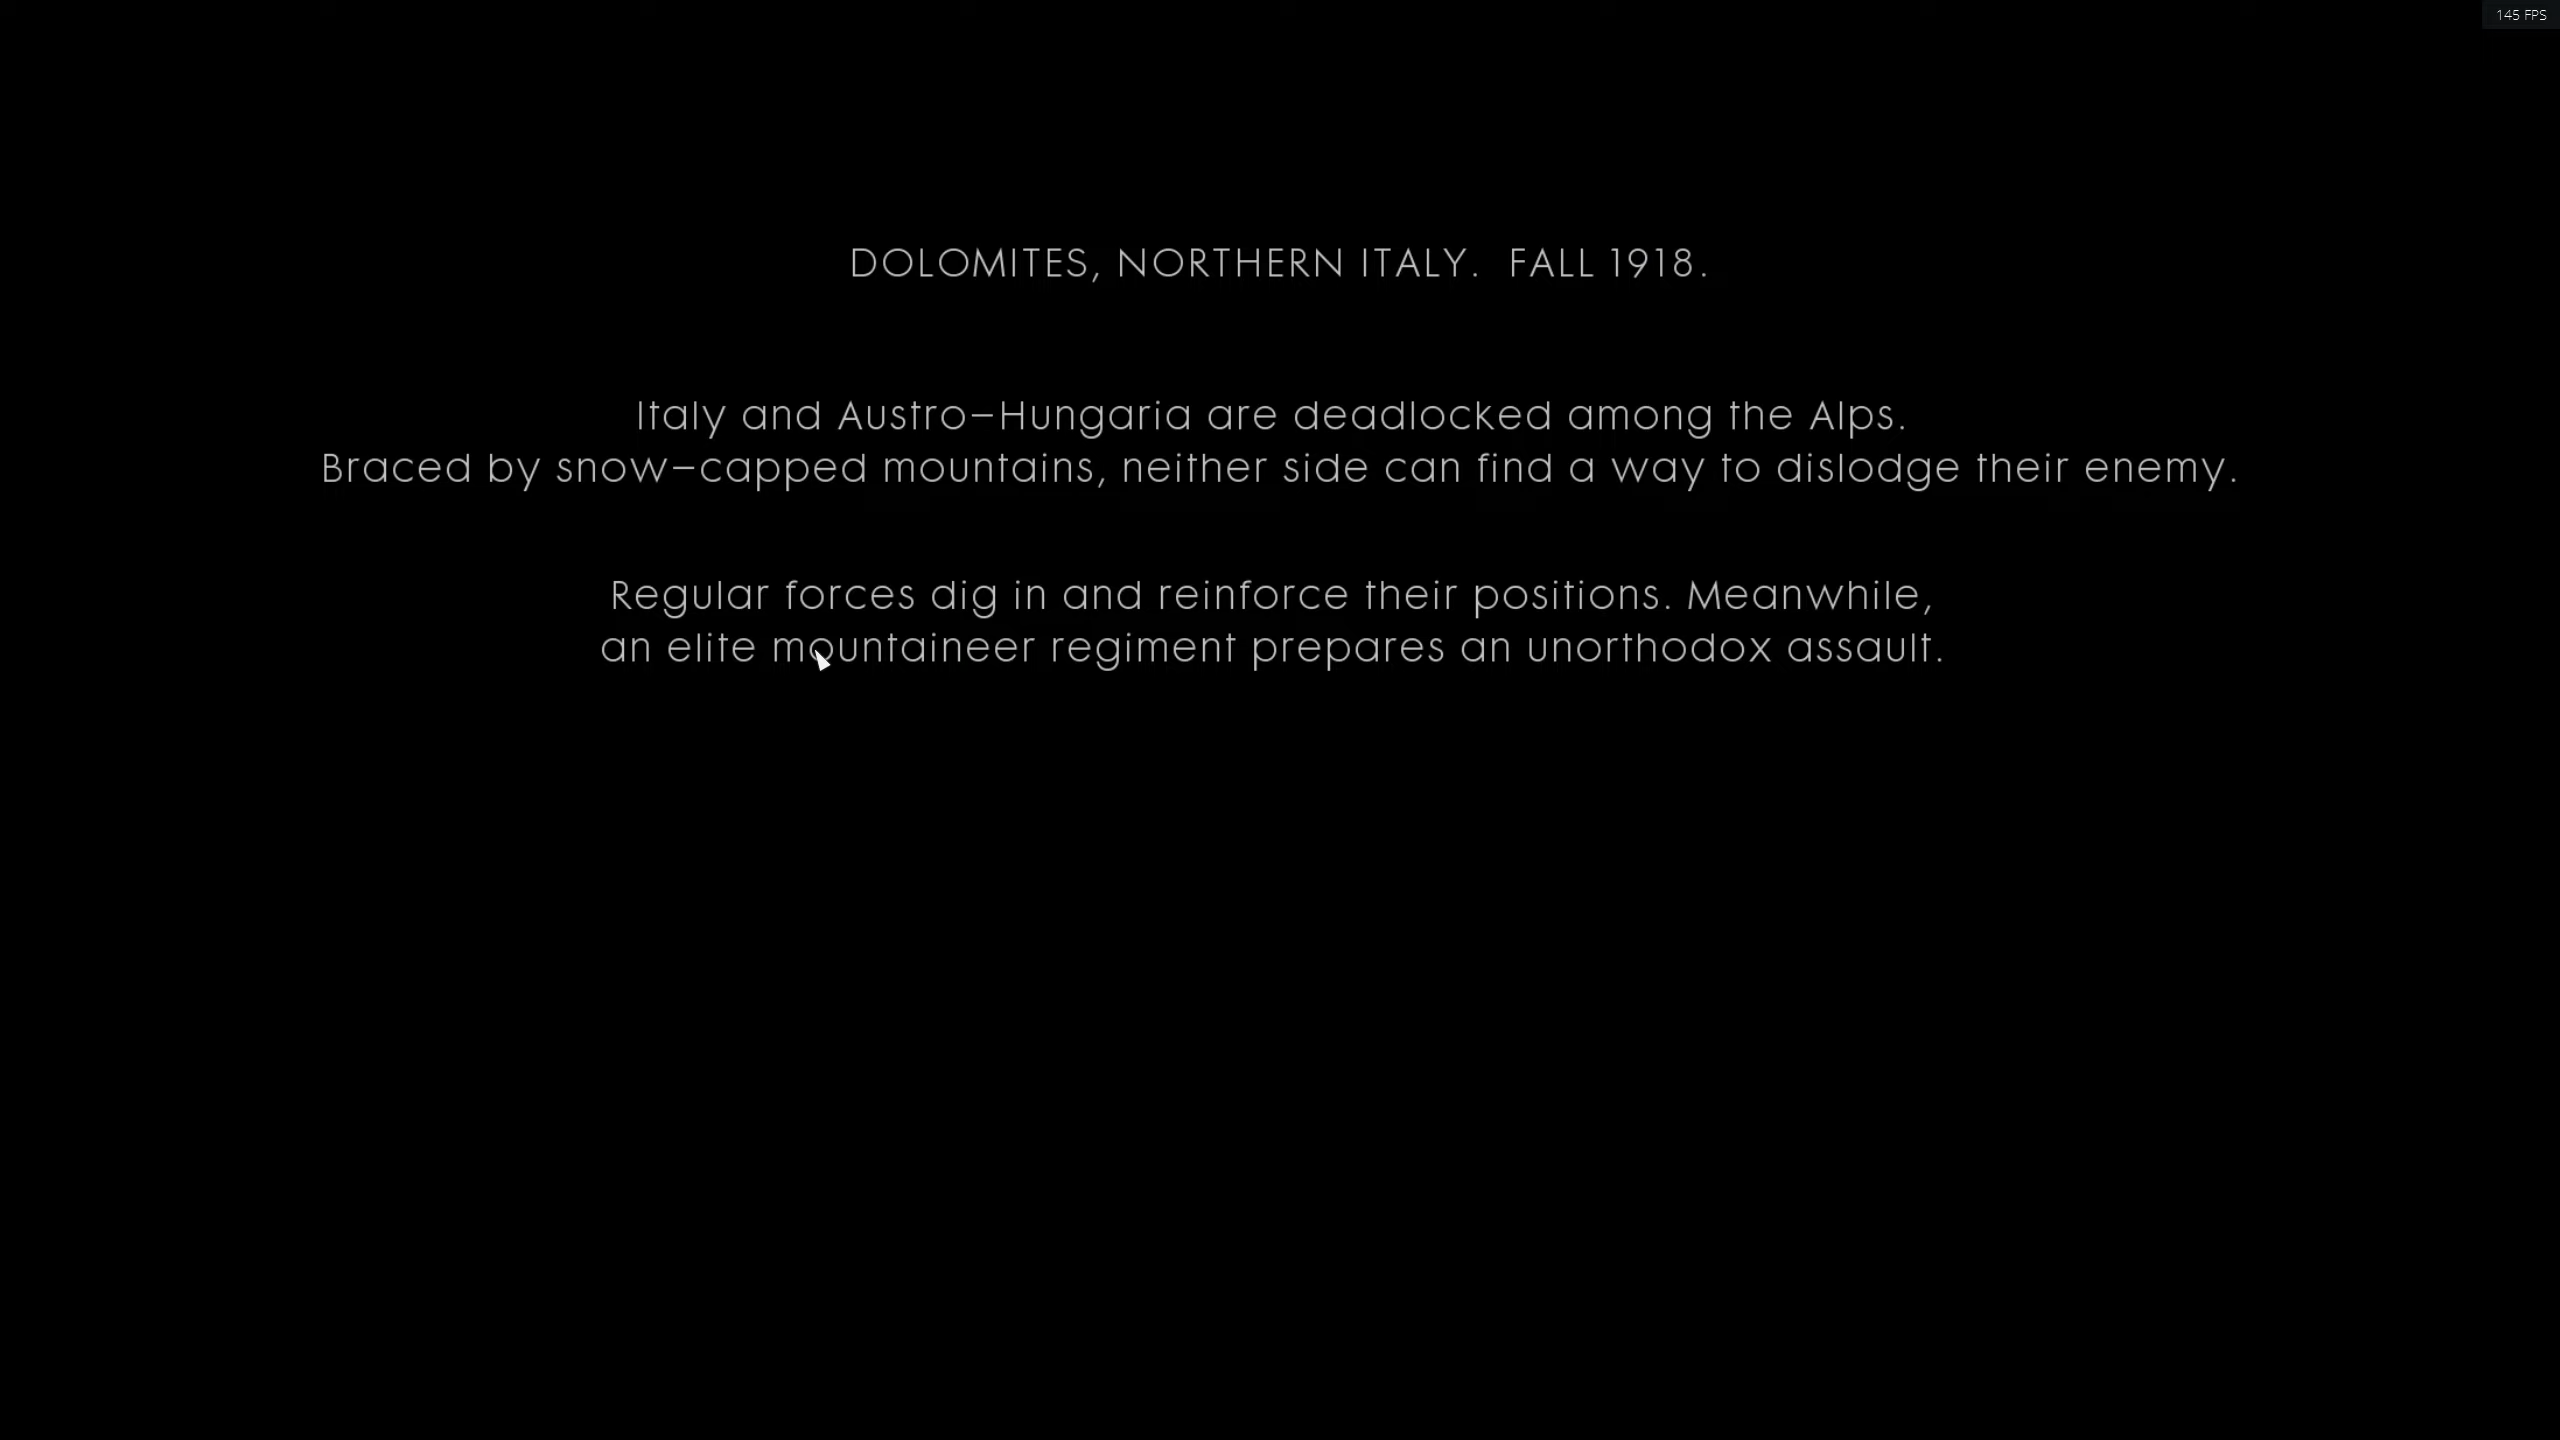 145 FPS
DOLOMITES, NORTHERN ITALY.  FALL 1918.
Italy and Austro-Hungaria are deadlocked among the Alps.
Braced by snow-capped mountains, neither side can find a way to dislodge their enemy.
Regular forces dig in and reinforce their positions. Meanwhile,
an elite mountaineer regiment prepares an unorthodox assault.